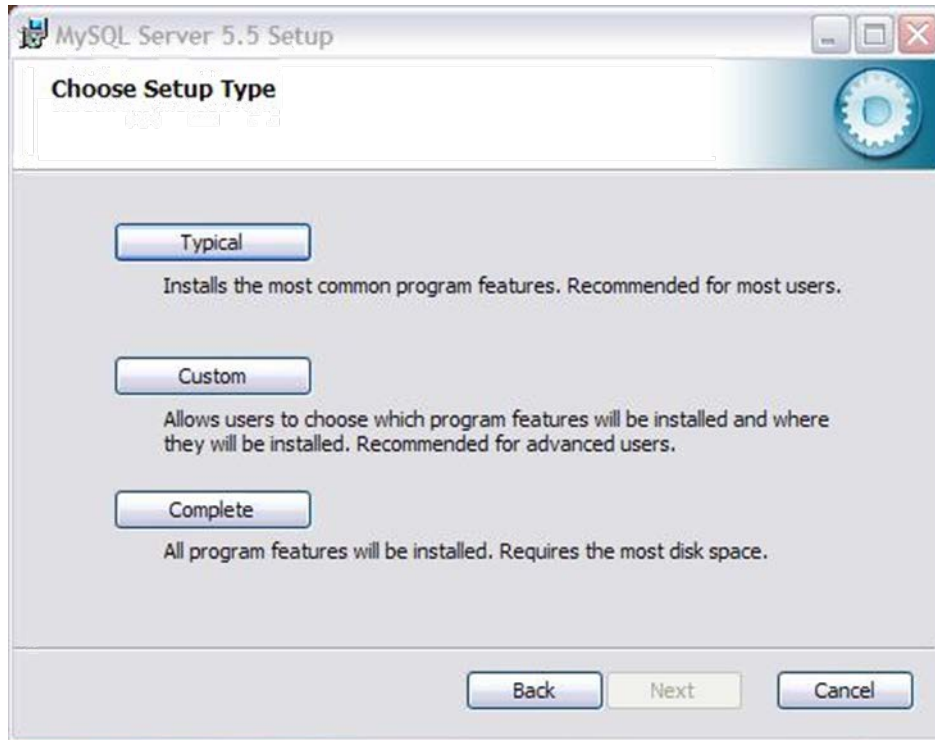 MySQL Server 5.5 Setup
Choose Setup Type
Typical
Installs the most common program features. Recommended for most users.
Custom
Allows users to choose which program features will be installed and where
they will be installed. Recommended for advanced users.
Complete
All program features will be installed. Requires the most disk space.
Back Next Cancel